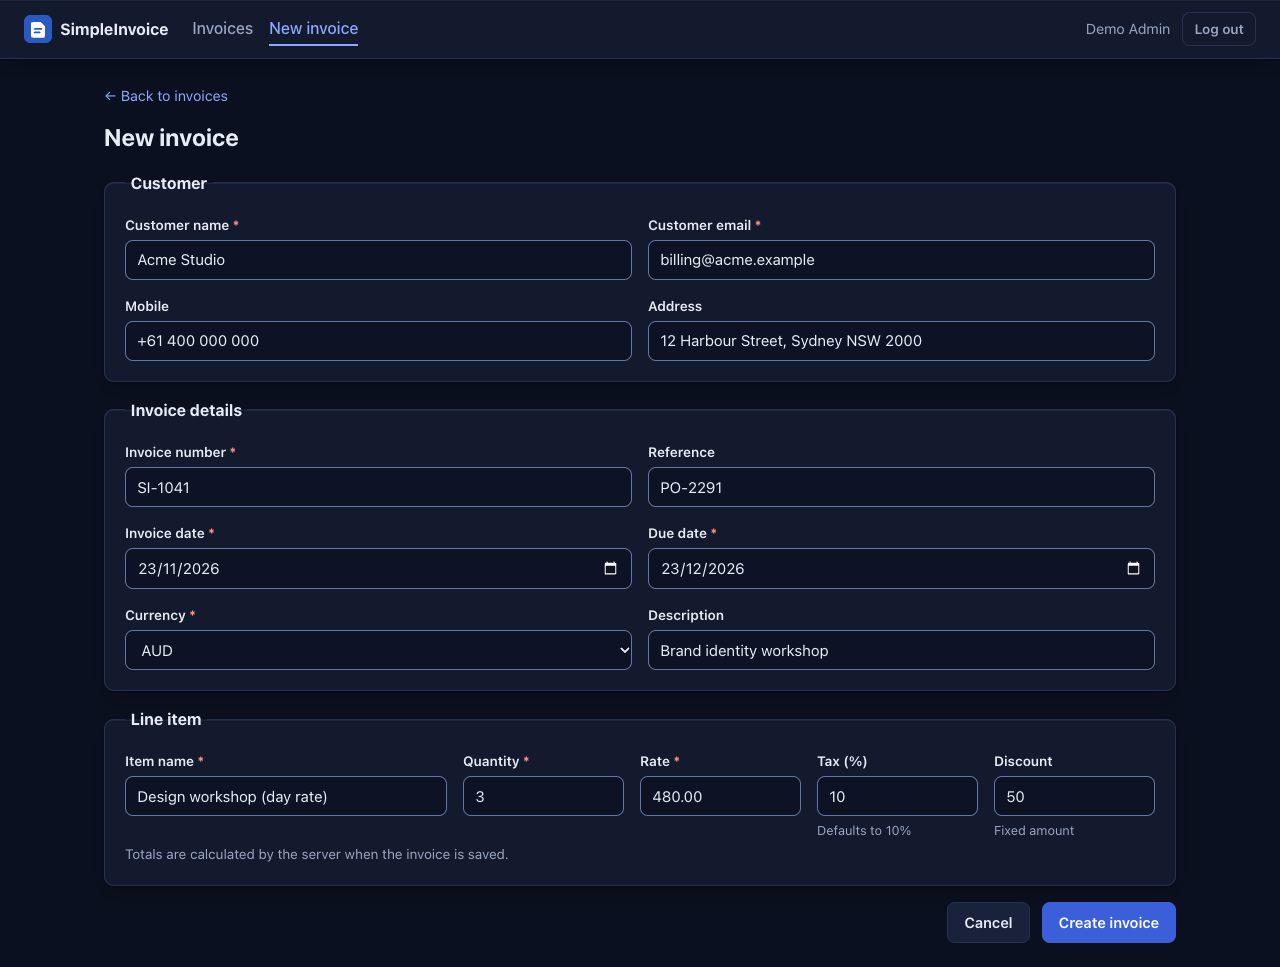 SimpleInvoice
Invoices
New invoice
Demo Admin
Log out
← Back to invoices
New invoice
Customer
Customer name *
Customer email *
Acme Studio
billing@acme.example
Mobile
Address
+61 400 000 000
12 Harbour Street, Sydney NSW 2000
Invoice details
Invoice number *
Reference
SI-1041
PO-2291
Invoice date *
Due date *
23/11/2026
23/12/2026
Currency *
Description
AUD
Brand identity workshop
Line item
Item name *
Quantity *
Rate *
Tax (%)
Discount
Design workshop (day rate)
3
480.00
10
50
Defaults to 10%
Fixed amount
Totals are calculated by the server when the invoice is saved.
Cancel
Create invoice